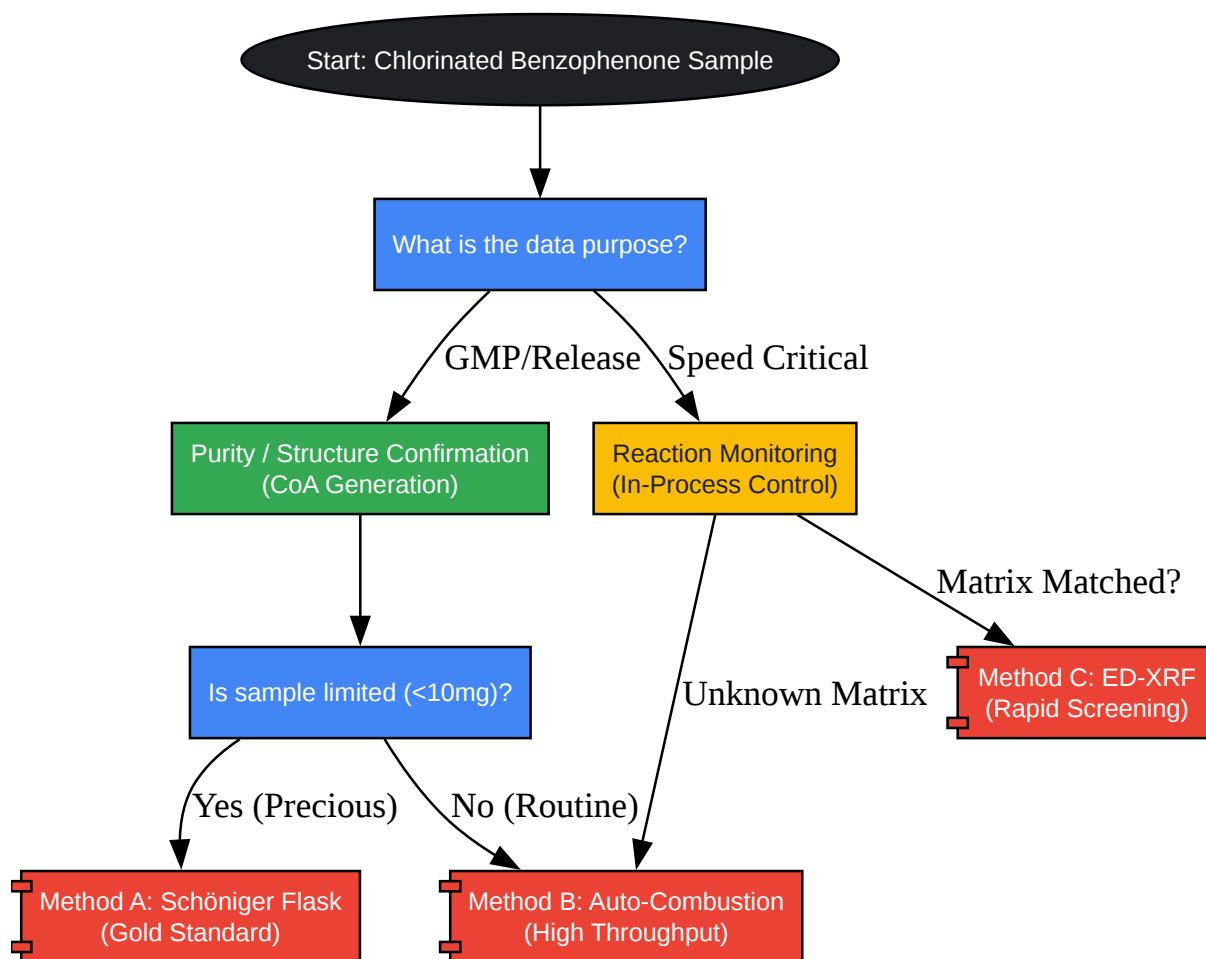 Start: Chlorinated Benzophenone Sample
What is the data purpose?
GMP/Release
Speed Critical
Purity / Structure Confirmation
(CoA Generation)
Reaction Monitoring
(In-Process Control)
Matrix Matched?
Is sample limited (<10mg)?
Unknown Matrix
Method C: ED-XRF
(Rapid Screening)
Yes (Precious)
No (Routine)
Method A: Schöniger Flask
(Gold Standard)
Method B: Auto-Combustion
(High Throughput)